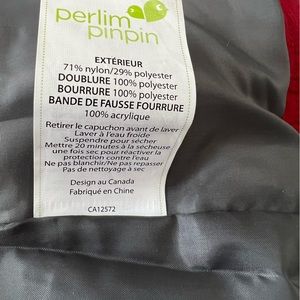 perlim
pinpin
EXTÉRIEUR
71% nylon/29% polyester
DOUBLURE 100% polyester
BOURRURE 100% polyester
BANDE DE FAUSSE FOURRURE
100% acrylique
Retirer le capuchon avant de laver
Laver à l'eau froide
Suspendre pour sécher
Mettre 20 minutes à la sécheuse
une fois sec pour réactiver la
protection contre l'eau
Ne pas blanchir/Ne pas repasser
Pas de nettoyage à sec
Design au Canada
Fabriqué en Chine
CA12572